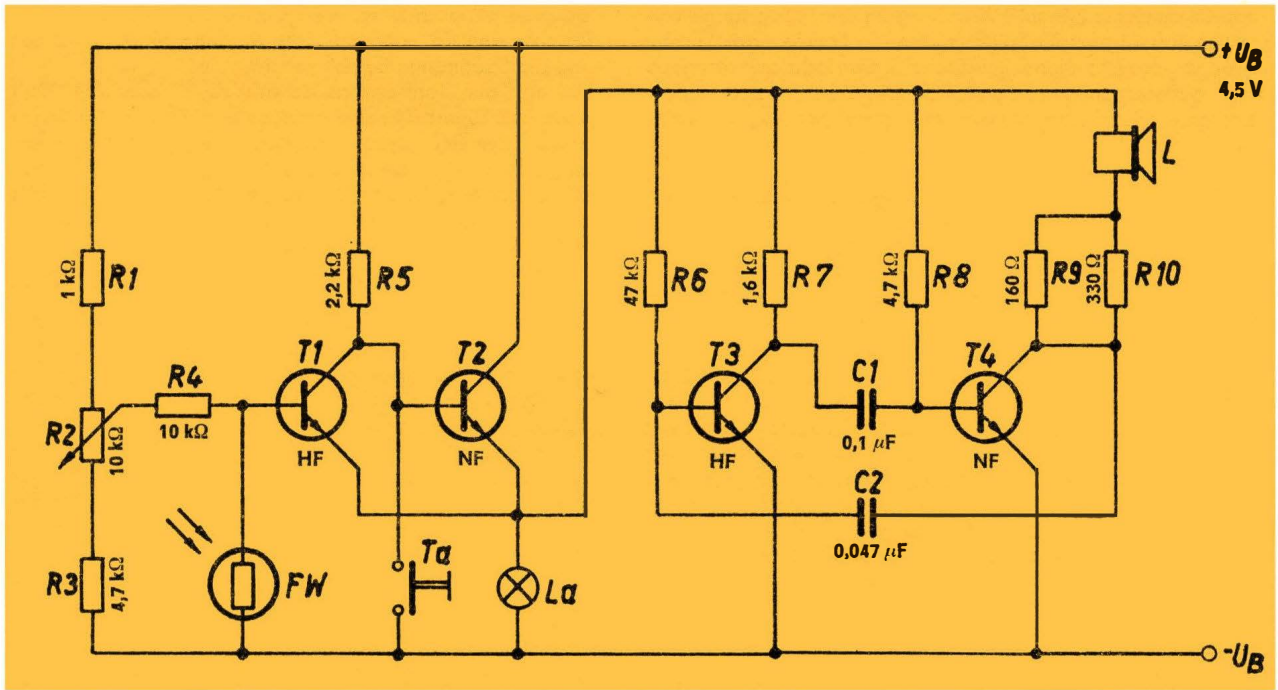 +UB
4,5 V
L
1 kΩ
R1
2,2 kΩ
R5
47 kΩ
R6
1,6 kΩ
R7
4,7 kΩ
R8
160 Ω
R9
330 Ω
R10
T1
T2
T3
T4
R4
10 kΩ
C1
0,1 µF
R2
10 kΩ
HF
NF
HF
NF
C2
0,047 µF
R3
4,7 kΩ
FW
Ta
La
-UB